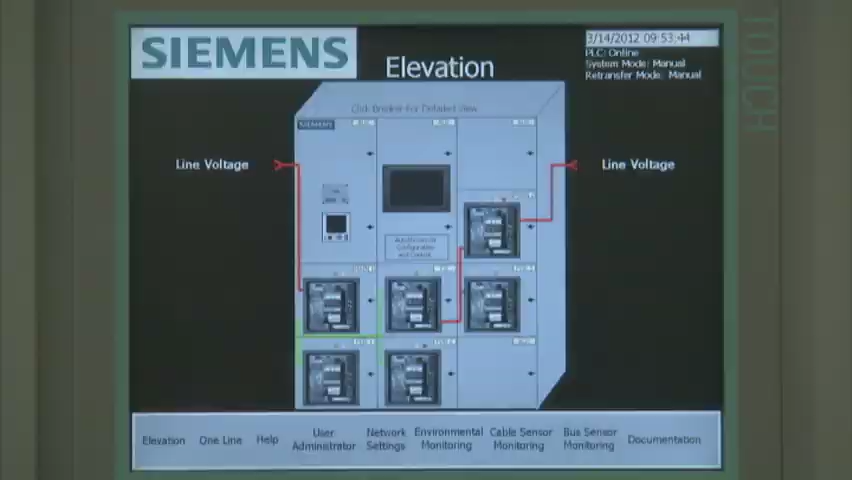 SIEMENS
Elevation
3/14/2012 09:53:44
PLC: Online
System Mode: Manual
Retransfer Mode: Manual
TOUCH
Click Breaker For Detailed View
SIEMENS
Line Voltage
Line Voltage
Elevation
One Line
Help
User
Administrator
Network
Settings
Environmental
Monitoring
Cable Sensor
Monitoring
Bus Sensor
Monitoring
Documentation